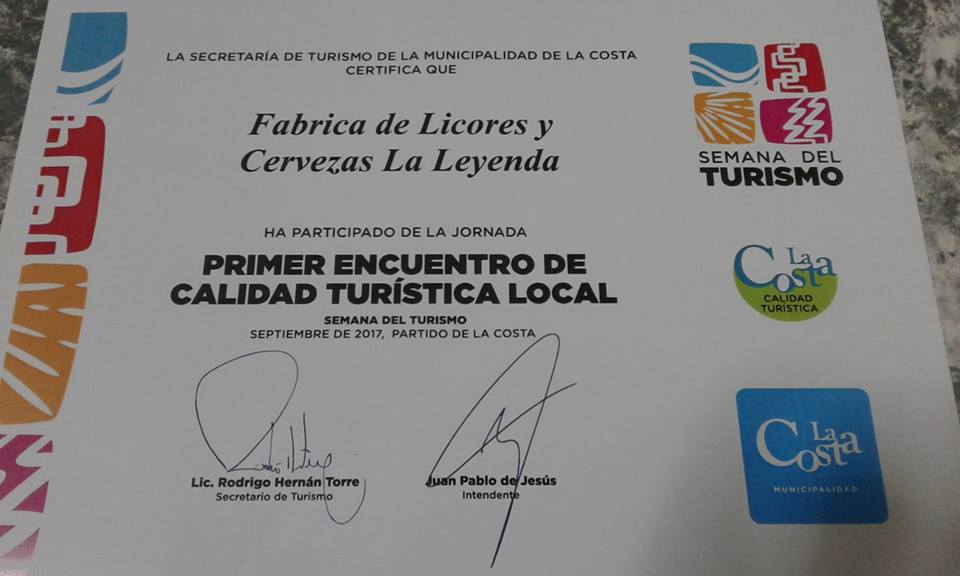 LA SECRETARÍA DE TURISMO DE LA MUNICIPALIDAD DE LA COSTA
CERTIFICA QUE
Fabrica de Licores y
Cervezas La Leyenda
HA PARTICIPADO DE LA JORNADA
PRIMER ENCUENTRO DE
CALIDAD TURÍSTICA LOCAL
SEMANA DEL TURISMO
SEPTIEMBRE DE 2017, PARTIDO DE LA COSTA
Lic. Rodrigo Hernán Torre
Secretario de Turismo
Juan Pablo de Jesús
Intendente
SEMANA DEL
TURISMO
La
Costa
CALIDAD
TURÍSTICA
La
Costa
MUNICIPALIDAD